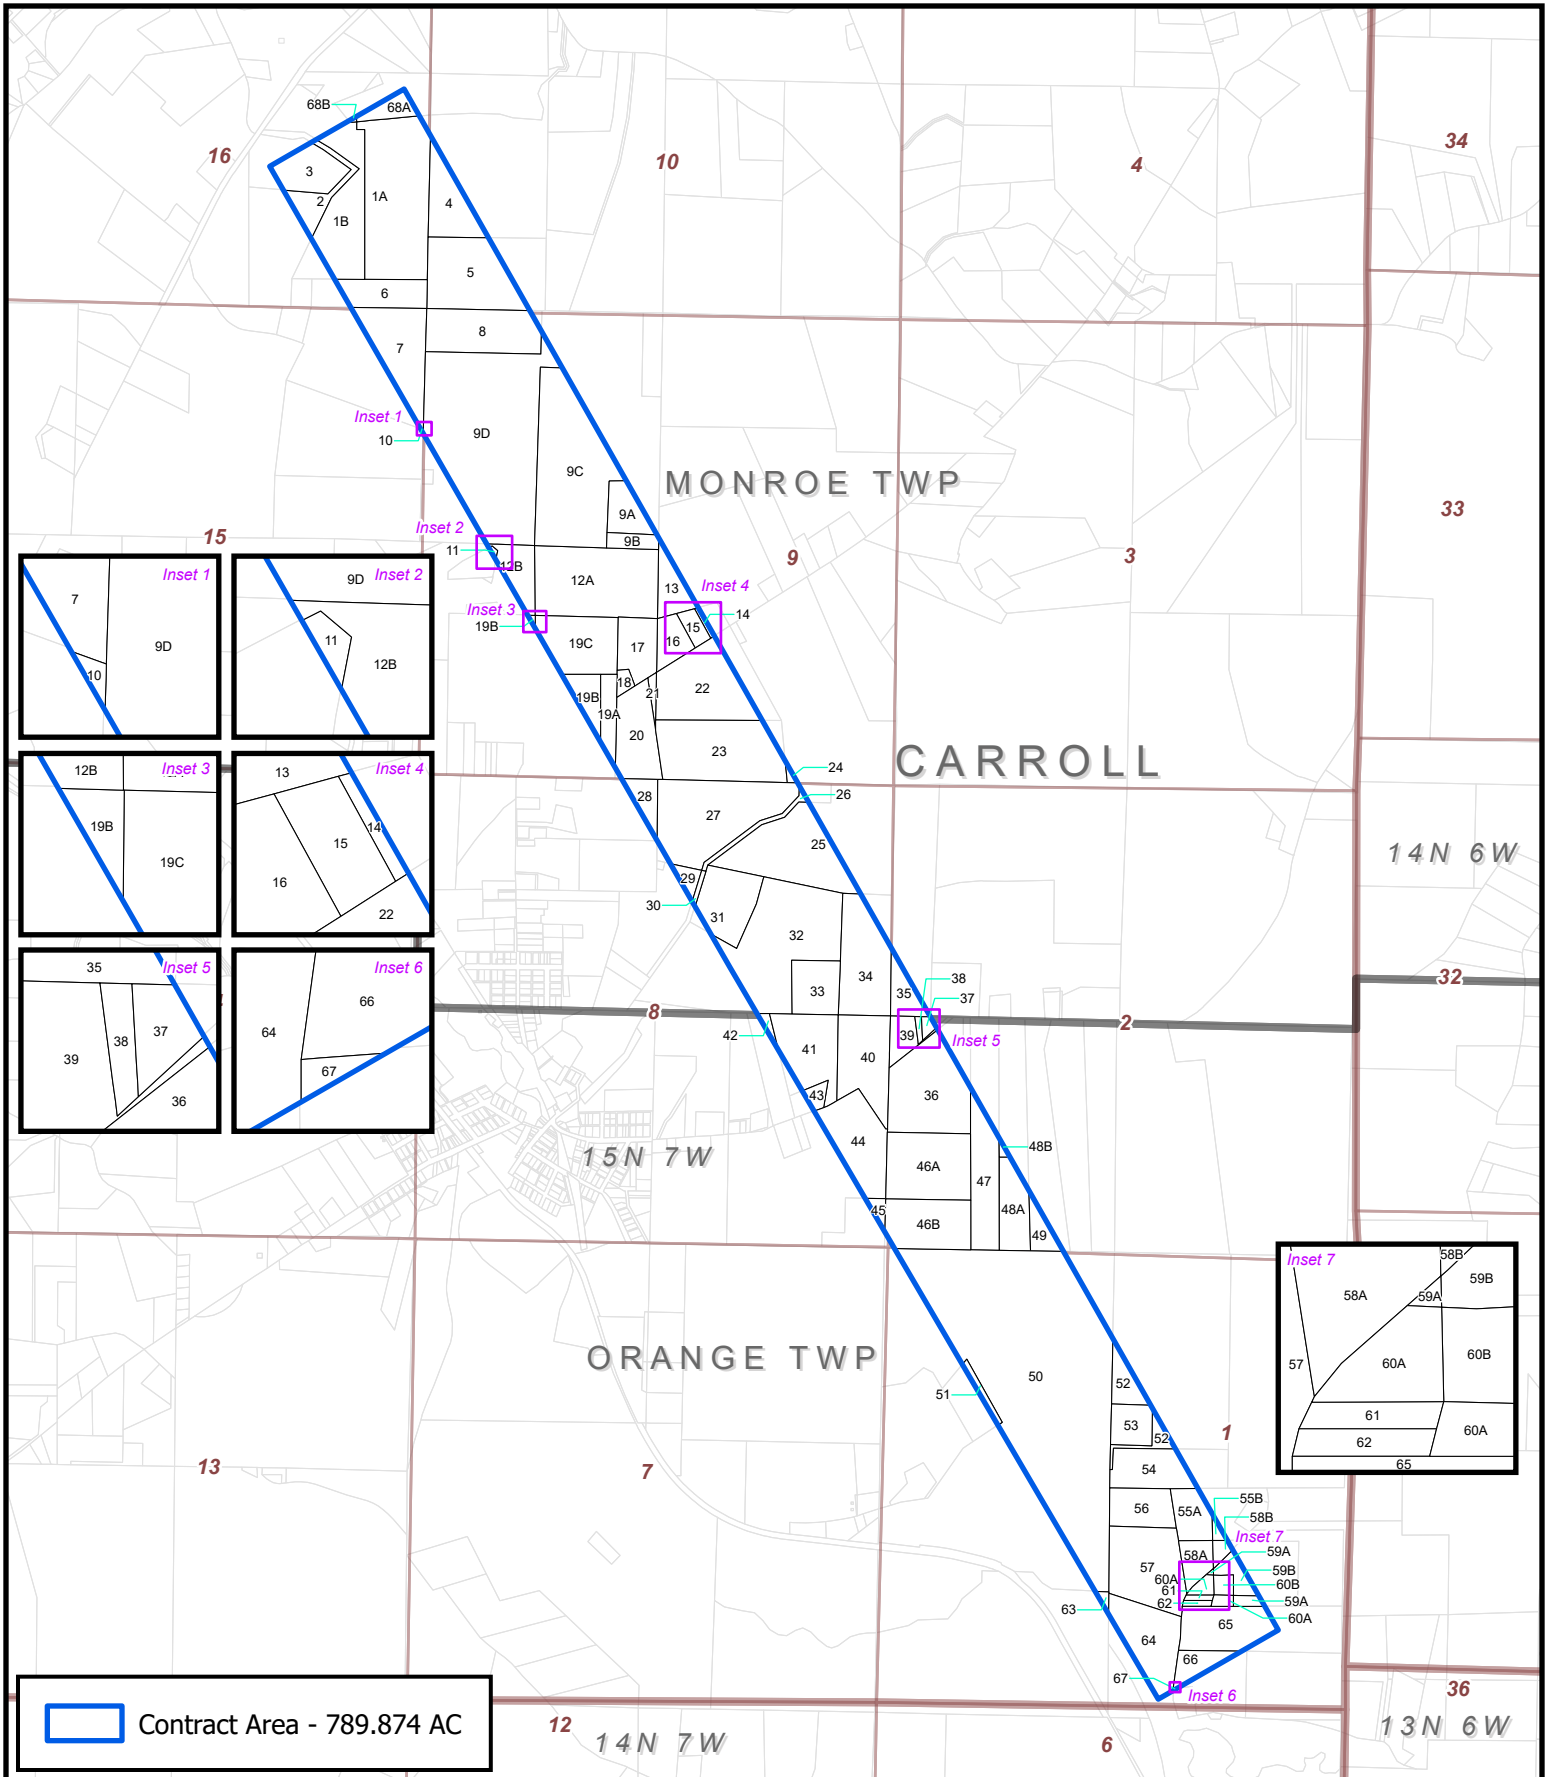 68B
68A
16
10
4
34
3
1A
2
1B
4
5
6
8
7
Inset 1
10
9D
9C
MONROE TWP
9A
9B
33
15
Inset 2
11
12B
9
3
12A
13
Inset 4
14
Inset 3
19B
19C
17
15
16
18
21
22
19B
19A
20
23
CARROLL
24
26
28
27
25
14N 6W
29
30
31
32
34
33
35
38
37
32
8
2
42
41
39
Inset 5
40
43
36
44
48B
15N 7W
46A
47
48A
45
46B
49
ORANGE TWP
50
51
52
53
52
1
13
7
54
56
55A
55B
58B
Inset 7
58A
59A
57
60A
59B
61
60B
62
59A
63
60A
65
64
66
67
Inset 6
36
12
14N 7W
6
13N 6W
Inset 1
7
9D
10
Inset 2
9D
11
12B
Inset 3
12B
19B
19C
Inset 4
13
14
15
16
22
Inset 5
35
37
38
39
36
Inset 6
66
64
67
Inset 7
58B
59B
58A
59A
60B
57
60A
61
60A
62
65
Contract Area - 789.874 AC